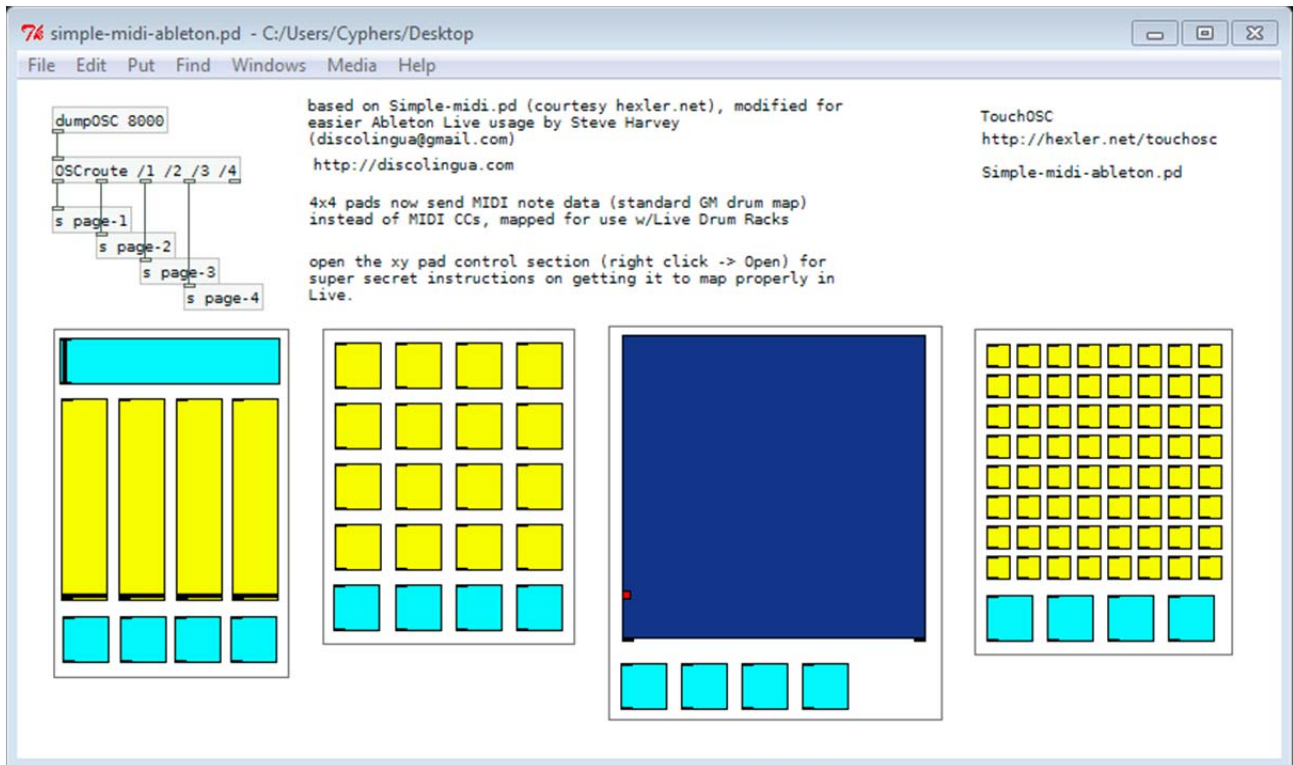 simple-midi-ableton.pd - C:/Users/Cyphers/Desktop
File Edit Put Find Windows Media Help
dumpOSC 8000
OSCroute /1 /2 /3 /4
s page-1
s page-2
s page-3
s page-4
based on Simple-midi.pd (courtesy hexler.net), modified for
easier Ableton Live usage by Steve Harvey
(discolingua@gmail.com)
http://discolingua.com
4x4 pads now send MIDI note data (standard GM drum map)
instead of MIDI CCs, mapped for use w/Live Drum Racks
open the xy pad control section (right click -> Open) for
super secret instructions on getting it to map properly in
Live.
TouchOSC
http://hexler.net/touchosc
Simple-midi-ableton.pd